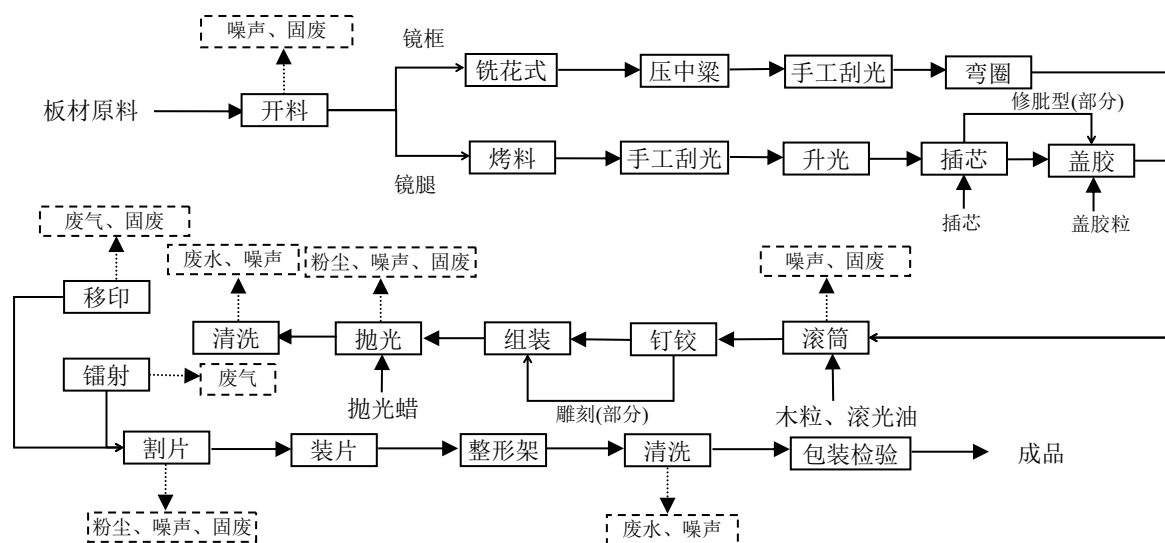 噪声、固废
镜框
铣花式
压中梁
手工刮光
弯圈
板材原料
开料
修肶型(部分)
烤料
手工刮光
升光
插芯
盖胶
镜腿
插芯
盖胶粒
废气、固废
废水、噪声
粉尘、噪声、固废
噪声、固废
移印
清洗
抛光
组装
钉铰
滚筒
镭射
废气
抛光蜡
雕刻(部分)
木粒、滚光油
割片
装片
整形架
清洗
包装检验
成品
粉尘、噪声、固废
废水、噪声